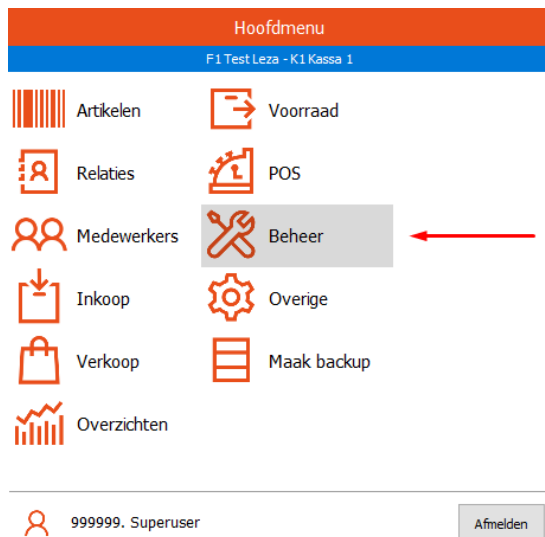 Hoofdmenu
F1 Test Leza - K1 Kassa 1
Artikelen
Voorraad
Relaties
POS
Medewerkers
Beheer
Inkoop
Overige
Verkoop
Maak backup
Overzichten
999999. Superuser
Afmelden